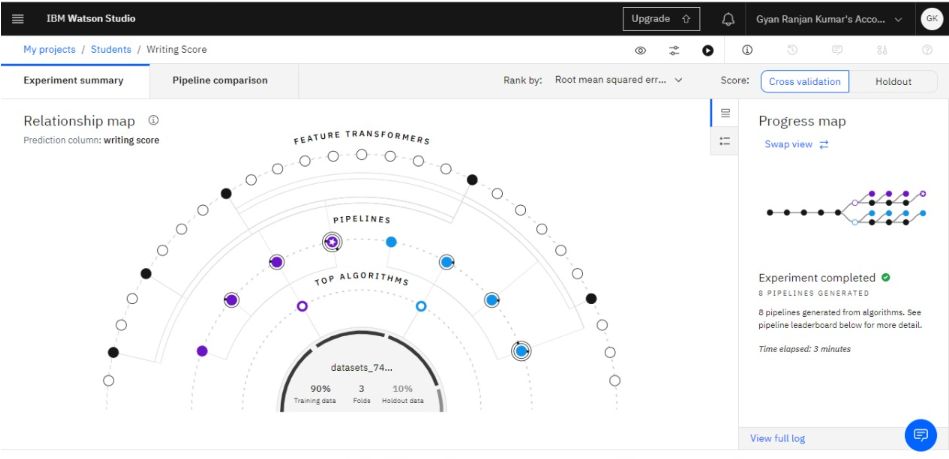 IBM Watson Studio
Upgrade
Gyan Ranjan Kumar's Acco...
GK
My projects / Students / Writing Score
Experiment summary
Pipeline comparison
Rank by: Root mean squared err...
Score: Cross validation Holdout
Relationship map
Prediction column: writing score
FEATURE TRANSFORMERS
PIPELINES
TOP ALGORITHMS
datasets_74...
90% 3 10%
Training data Folds Holdout data
Progress map
Swap view
Experiment completed
8 PIPELINES GENERATED
8 pipelines generated from algorithms. See
pipeline leaderboard below for more detail.
Time elapsed: 3 minutes
View full log